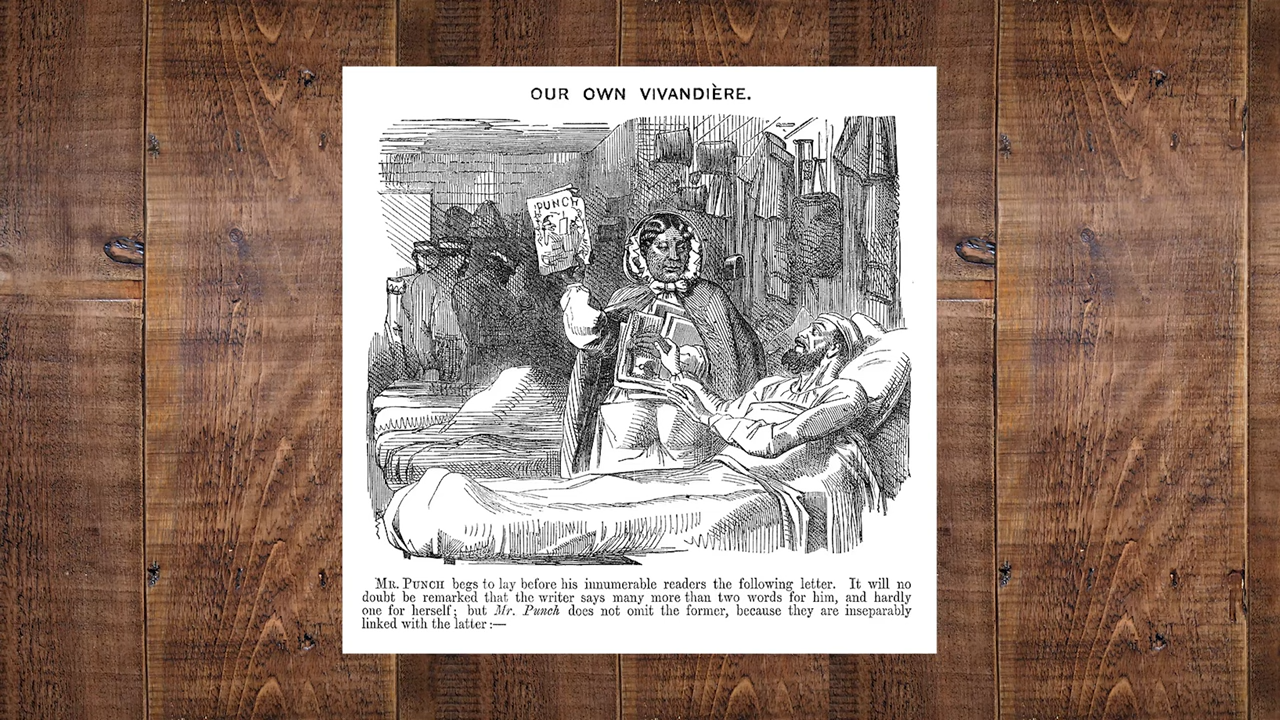 OUR OWN VIVANDIÈRE.
PUNCH
MR. PUNCH begs to lay before his innumerable readers the following letter. It will no
doubt be remarked that the writer says many more than two words for him, and hardly
one for herself; but Mr. Punch does not omit the former, because they are inseparably
linked with the latter:—